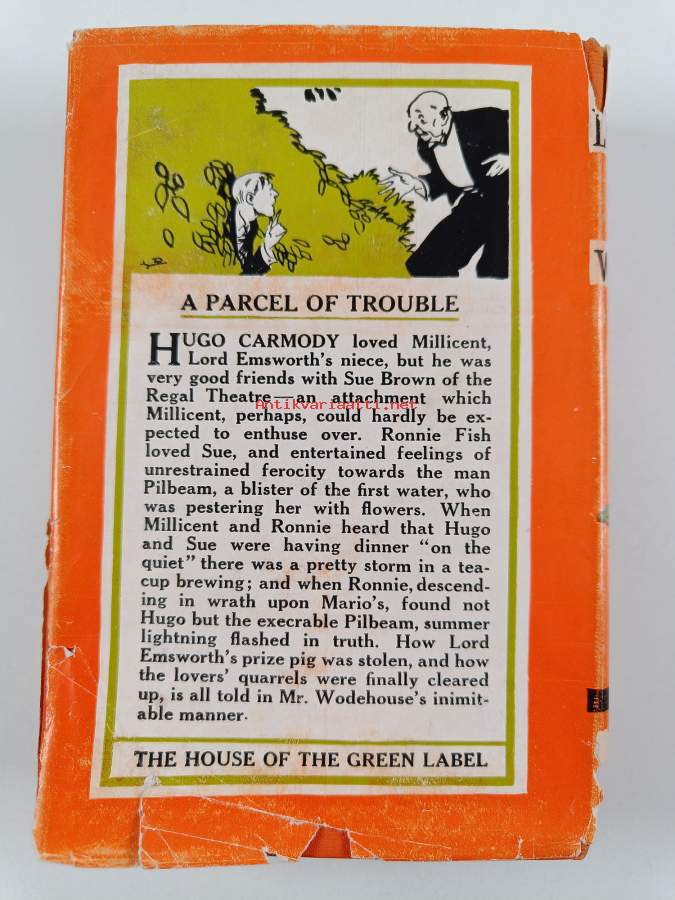 A PARCEL OF TROUBLE
HUGO CARMODY loved Millicent,
Lord Emsworth's niece, but he was
very good friends with Sue Brown of the
Regal Theatre—an attachment which
Antikvariaatti.net
Millicent, perhaps, could hardly be ex-
pected to enthuse over. Ronnie Fish
loved Sue, and entertained feelings of
unrestrained ferocity towards the man
Pilbeam, a blister of the first water, who
was pestering her with flowers. When
Millicent and Ronnie heard that Hugo
and Sue were having dinner "on the
quiet" there was a pretty storm in a tea-
cup brewing; and when Ronnie, descend-
ing in wrath upon Mario's, found not
Hugo but the execrable Pilbeam, summer
lightning flashed in truth. How Lord
Emsworth's prize pig was stolen, and how
the lovers' quarrels were finally cleared
up, is all told in Mr. Wodehouse's inimit-
able manner.
THE HOUSE OF THE GREEN LABEL